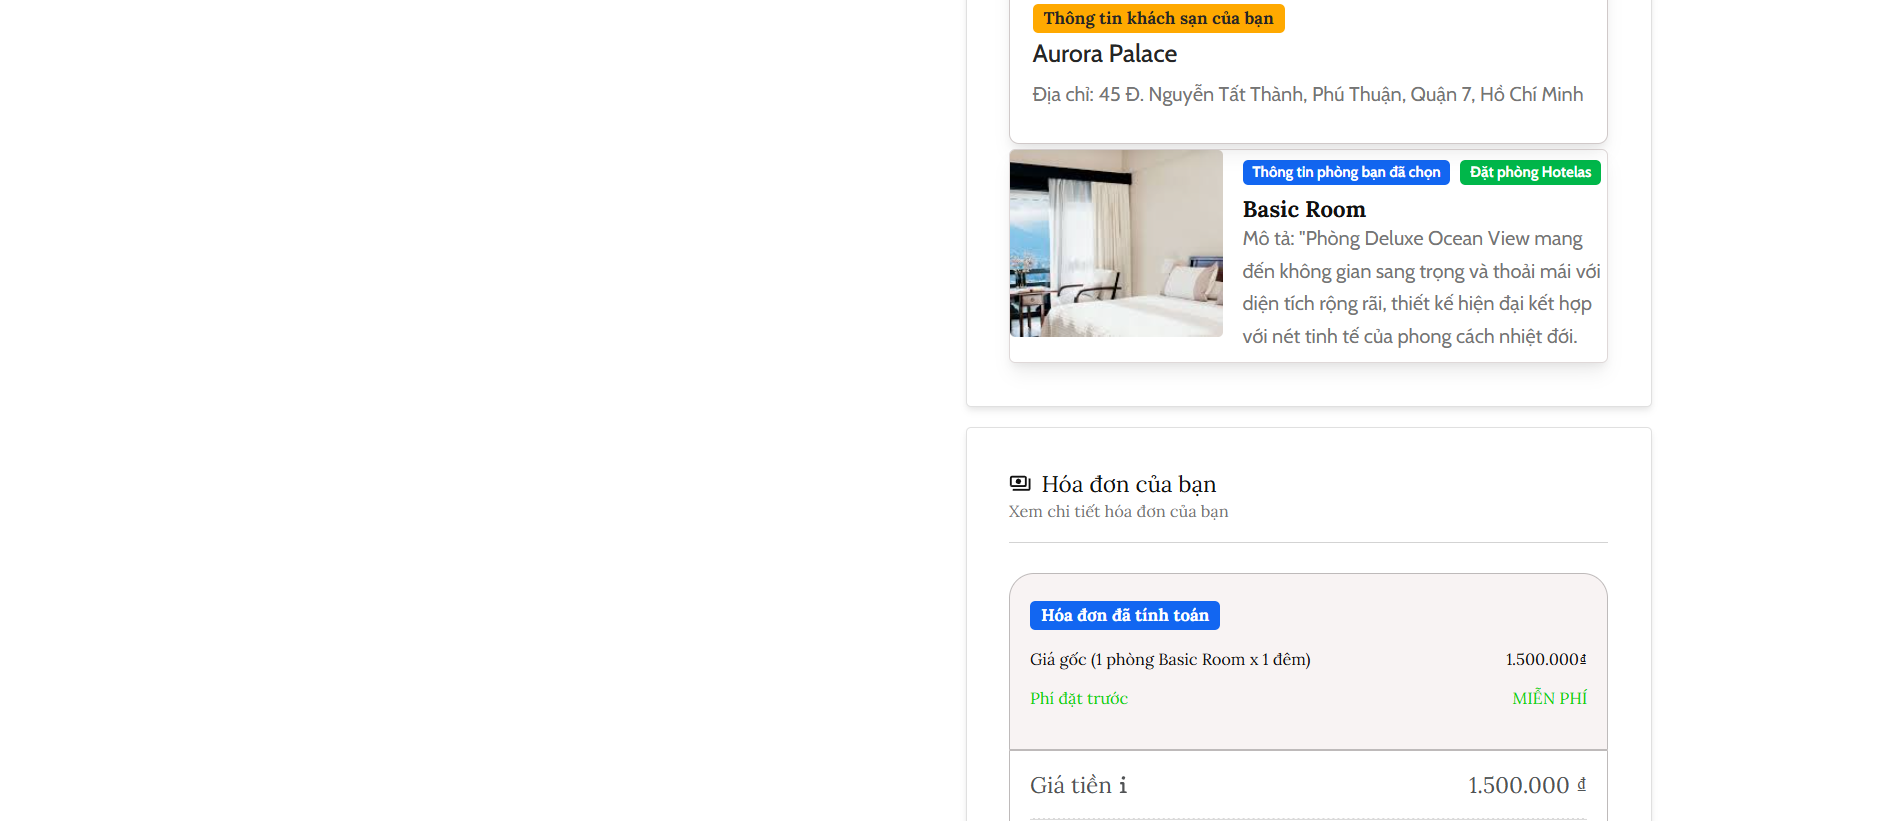 Thông tin khách sạn của bạn
Aurora Palace
Địa chỉ: 45 Đ. Nguyễn Tất Thành, Phú Thuận, Quận 7, Hồ Chí Minh
Thông tin phòng bạn đã chọn Đặt phòng Hotelas
Basic Room
Mô tả: "Phòng Deluxe Ocean View mang
đến không gian sang trọng và thoải mái với
diện tích rộng rãi, thiết kế hiện đại kết hợp
với nét tinh tế của phong cách nhiệt đới.
Hóa đơn của bạn
Xem chi tiết hóa đơn của bạn
Hóa đơn đã tính toán
Giá gốc (1 phòng Basic Room x 1 đêm) 1.500.000₫
Phí đặt trước MIỄN PHÍ
Giá tiền i 1.500.000 ₫